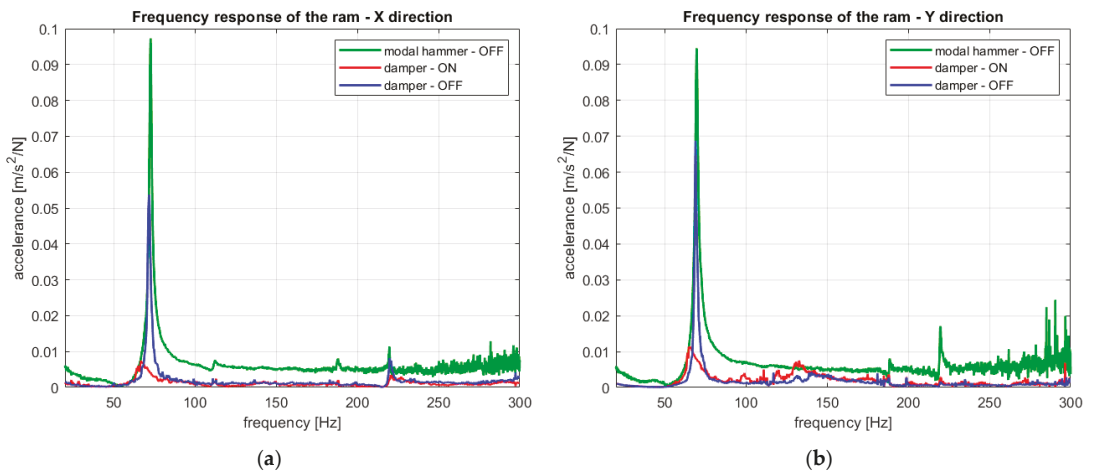 Frequency response of the ram - X direction
0.1
0.09
0.08
0.07
0.06
0.05
0.04
0.03
0.02
0.01
0
accelerance [m/s²/N]
modal hammer - OFF
damper - ON
damper - OFF
50 100 150 200 250 300
frequency [Hz]
(a)
Frequency response of the ram - Y direction
0.1
0.09
0.08
0.07
0.06
0.05
0.04
0.03
0.02
0.01
0
accelerance [m/s²/N]
modal hammer - OFF
damper - ON
damper - OFF
50 100 150 200 250 300
frequency [Hz]
(b)